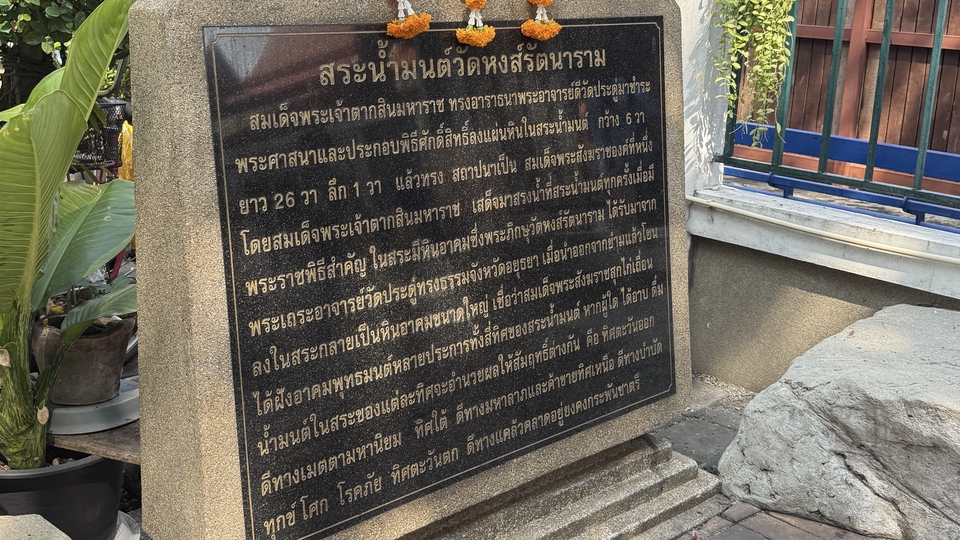 สระน้ำมนต์วัดหงส์รัตนาราม
สมเด็จพระเจ้าตากสินมหาราช ทรงอาราธนาพระอาจารย์ดีวัดประดู่มาชำระ
พระศาสนาและประกอบพิธีศักดิ์สิทธิ์ลงแผ่นหินในสระน้ำมนต์ กว้าง 6 วา
ยาว 26 วา ลึก 1 วา แล้วทรง สถาปนาเป็น สมเด็จพระสังฆราชองค์ที่หนึ่ง
โดยสมเด็จพระเจ้าตากสินมหาราช เสด็จมาสรงน้ำที่สระน้ำมนต์ทุกครั้งเมื่อมี
พระราชพิธีสำคัญ ในสระมีหินอาคมซึ่งพระภิกษุวัดหงส์รัตนาราม ได้รับมาจาก
พระเถระอาจารย์วัดประดู่ทรงธรรมจังหวัดอยุธยา เมื่อนำออกจากย่ามแล้วโยน
ลงในสระกลายเป็นหินอาคมขนาดใหญ่ เชื่อว่าสมเด็จพระสังฆราชสุกไก่เถื่อน
ได้ฝังอาคมพุทธมนต์หลายประการทั้งสี่ทิศของสระน้ำมนต์ หากผู้ใด ได้อาบ ดื่ม
น้ำมนต์ในสระของแต่ละทิศจะอำนวยผลให้สัมฤทธิ์ต่างกัน คือ ทิศตะวันออก
ดีทางเมตตามหานิยม ทิศใต้ ดีทางมหาลาภและค้าขายทิศเหนือ ดีทางบำบัด
ทุกข์ โศก โรคภัย ทิศตะวันตก ดีทางแคล้วคลาดอยู่ยงคงกระพันชาตรี